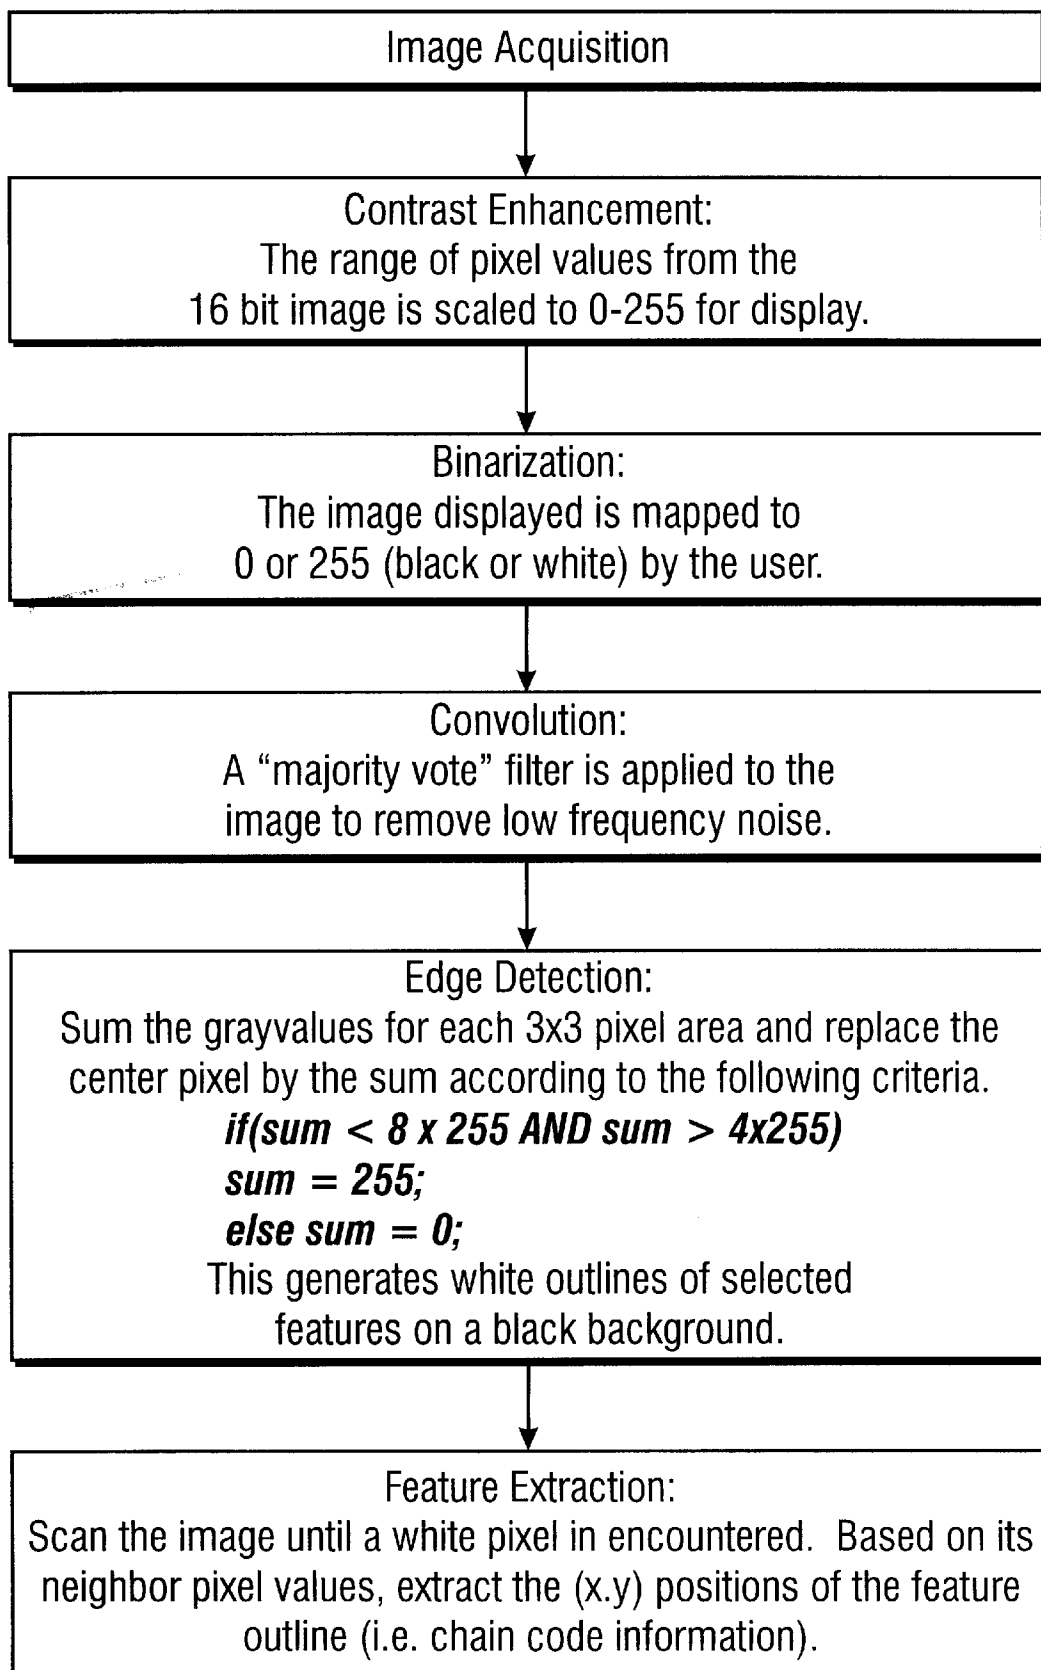 Image Acquisition
Contrast Enhancement:
The range of pixel values from the
16 bit image is scaled to 0-255 for display.
Binarization:
The image displayed is mapped to
0 or 255 (black or white) by the user.
Convolution:
A “majority vote” filter is applied to the
image to remove low frequency noise.
Edge Detection:
Sum the grayvalues for each 3x3 pixel area and replace the
center pixel by the sum according to the following criteria.
if(sum < 8 x 255 AND sum > 4x255)
sum = 255;
else sum = 0;
This generates white outlines of selected
features on a black background.
Feature Extraction:
Scan the image until a white pixel in encountered. Based on its
neighbor pixel values, extract the (x.y) positions of the feature
outline (i.e. chain code information).